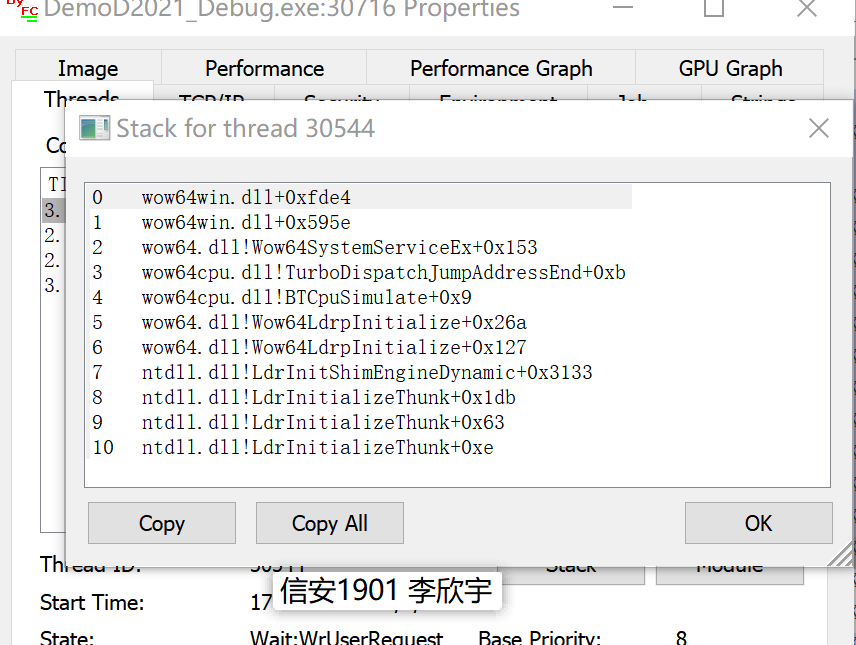 DemoD2021_Debug.exe:30716 Properties
Image Performance Performance Graph GPU Graph
Threads TCP/IP Security Environment Job Strings
Stack for thread 30544
0 wow64win.dll+0xfde4
1 wow64win.dll+0x595e
2 wow64.dll!Wow64SystemServiceEx+0x153
3 wow64cpu.dll!TurboDispatchJumpAddressEnd+0xb
4 wow64cpu.dll!BTCpuSimulate+0x9
5 wow64.dll!Wow64LdrpInitialize+0x26a
6 wow64.dll!Wow64LdrpInitialize+0x127
7 ntdll.dll!LdrInitShimEngineDynamic+0x3133
8 ntdll.dll!LdrInitializeThunk+0x1db
9 ntdll.dll!LdrInitializeThunk+0x63
10 ntdll.dll!LdrInitializeThunk+0xe
Copy Copy All OK
Thread ID: 30544 Stack Module
信安1901 李欣宇
Start Time: 17
State: Wait:WrUserRequest Base Priority: 8